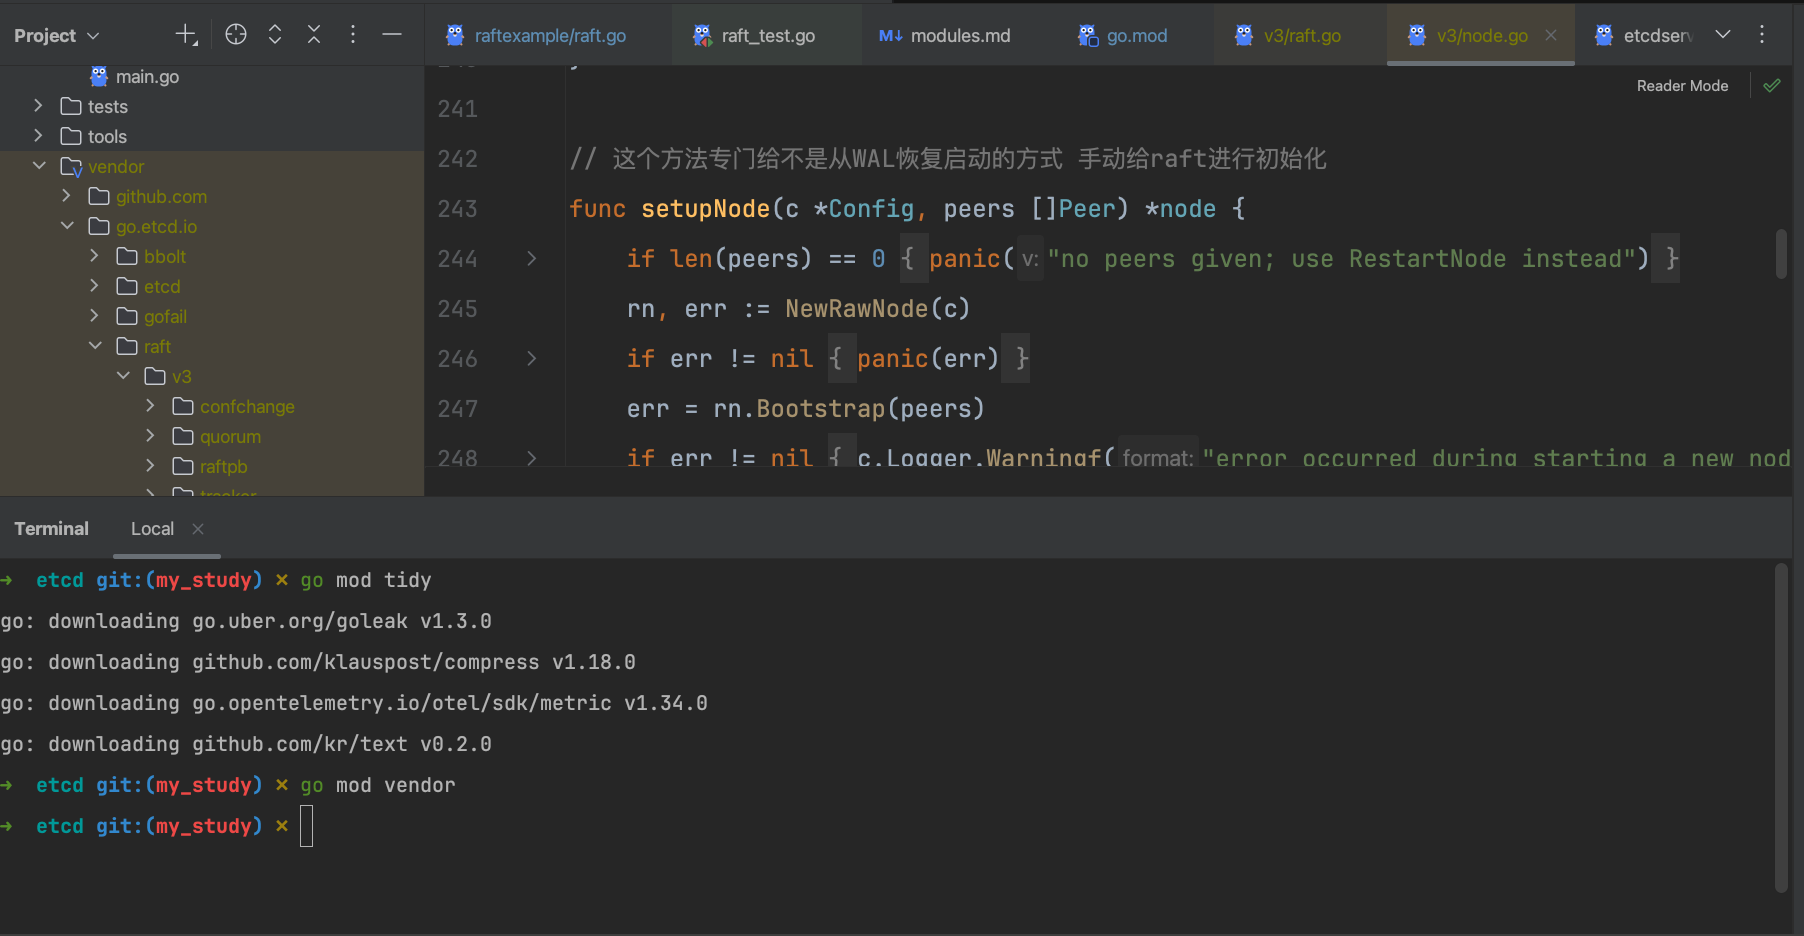 Project
raftexample/raft.go raft_test.go M↓ modules.md go.mod v3/raft.go v3/node.go etcdserv
main.go
tests
tools
vendor
github.com
go.etcd.io
bbolt
etcd
gofail
raft
v3
confchange
quorum
raftpb
tracker
Reader Mode
241
242 // 这个方法专门给不是从WAL恢复启动的方式 手动给raft进行初始化
243 func setupNode(c *Config, peers []Peer) *node {
244 if len(peers) == 0 { panic( v: "no peers given; use RestartNode instead") }
245 rn, err := NewRawNode(c)
246 if err != nil { panic(err) }
247 err = rn.Bootstrap(peers)
248 if err != nil { c.Logger.Warningf( format: "error occurred during starting a new nod
Terminal Local
→ etcd git:(my_study) × go mod tidy
go: downloading go.uber.org/goleak v1.3.0
go: downloading github.com/klauspost/compress v1.18.0
go: downloading go.opentelemetry.io/otel/sdk/metric v1.34.0
go: downloading github.com/kr/text v0.2.0
→ etcd git:(my_study) × go mod vendor
→ etcd git:(my_study) ×